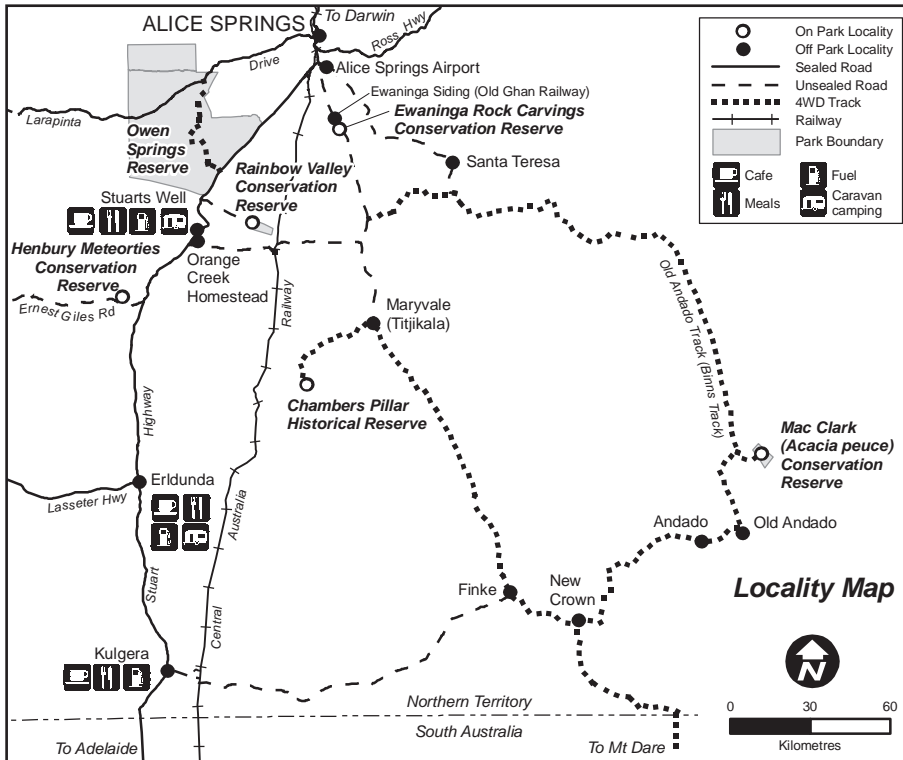 To Darwin
ALICE SPRINGS
Ross Hwy
Drive
Alice Springs Airport
Larapinta
Ewaninga Siding (Old Ghan Railway)
Ewaninga Rock Carvings
Conservation Reserve
Owen
Springs
Reserve
Santa Teresa
Rainbow Valley
Conservation
Reserve
Stuarts Well
Henbury Meteorties
Conservation
Reserve
Orange
Creek
Homestead
Ernest Giles Rd
Railway
Maryvale
(Titjikala)
Old Andado Track (Binns Track)
Chambers Pillar
Historical Reserve
Highway
Mac Clark
(Acacia peuce)
Conservation
Reserve
Erldunda
Lasseter Hwy
Australia
Andado
Old Andado
Stuart
Central
Finke
New
Crown
Kulgera
Northern Territory
South Australia
To Adelaide
To Mt Dare
On Park Locality
Off Park Locality
Sealed Road
Unsealed Road
4WD Track
Railway
Park Boundary
Cafe
Fuel
Meals
Caravan
camping
Locality Map
N
0 30 60
Kilometres